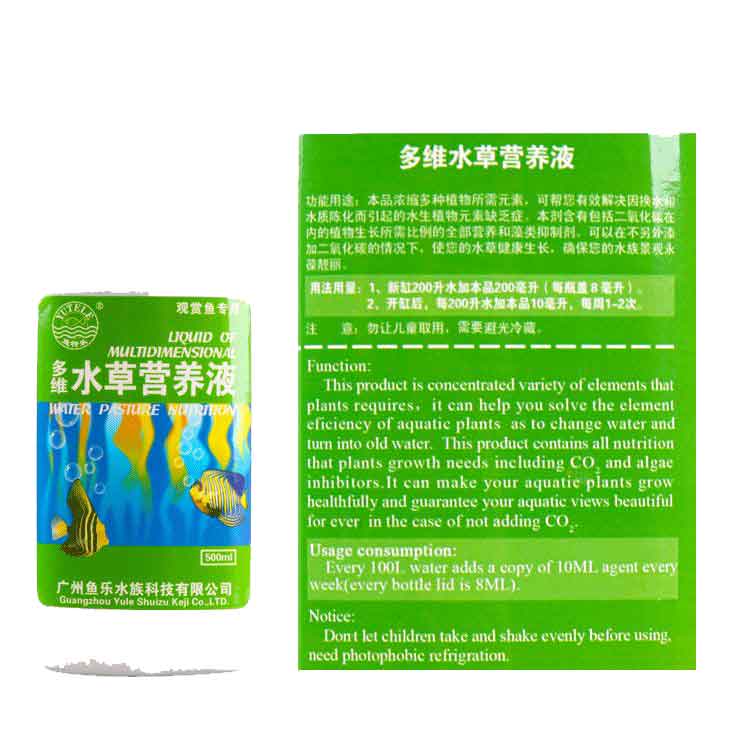 YUTELE
®
观赏鱼专用
LIQUID OF
MULTIDIMENSIONAL
多维
水草营养液
WATER PASTURE NUTRITION
500ml
广州鱼乐水族科技有限公司
Guangzhou Yule Shuizu Keji Co.,LTD.
多维水草营养液
功能用途：本品浓缩多种植物所需元素，可帮您有效解决因换水和
水质陈化而引起的水生植物元素缺乏症。本剂含有包括二氧化碳在
内的植物生长所需比例的全部营养和藻类抑制剂。可以在不另外添
加二氧化碳的情况下，使您的水草健康生长，确保您的水族景观永
葆靓丽。
用法用量：1、新缸200升水加本品200毫升（每瓶盖8毫升）。
2、开缸后，每200升水加本品10毫升，每周1-2次。
注 意：勿让儿童取用，需要避光冷藏。
Function:
This product is concentrated variety of elements that
plants requires，it can help you solve the element
eficiency of aquatic plants as to change water and
turn into old water. This product contains all nutrition
that plants growth needs including CO₂ and algae
inhibitors.It can make your aquatic plants grow
healthfully and guarantee your aquatic views beautiful
for ever in the case of not adding CO₂.
Usage consumption:
Every 100L water adds a copy of 10ML agent every
week(every bottle lid is 8ML).
Notice:
Dont let children take and shake evenly before using,
need photophobic refrigration.